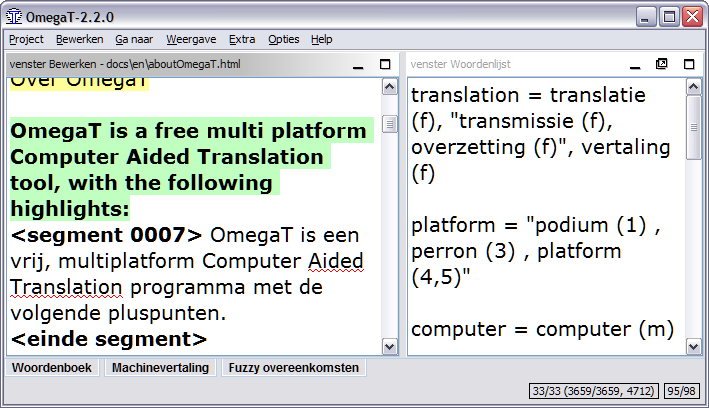 OmegaT-2.2.0
Project Bewerken Ga naar Weergave Extra Opties Help
venster Bewerken - docs\en\aboutOmegaT.html
Over OmegaT
OmegaT is a free multi platform
Computer Aided Translation
tool, with the following
highlights:
<segment 0007> OmegaT is een
vrij, multiplatform Computer Aided
Translation programma met de
volgende pluspunten.
<einde segment>
venster Woordenlijst
translation = translatie
(f), "transmissie (f),
overzetting (f)", vertaling
(f)
platform = "podium (1) ,
perron (3) , platform
(4,5)"
computer = computer (m)
Woordenboek Machinevertaling Fuzzy overeenkomsten
33/33 (3659/3659, 4712) 95/98